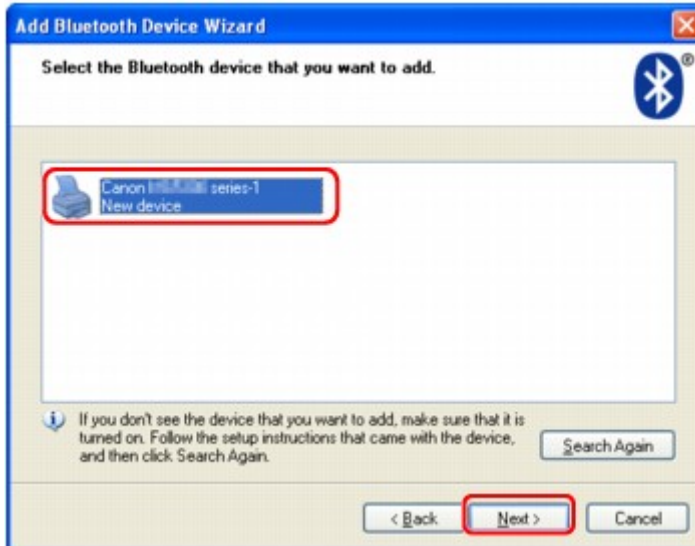 Add Bluetooth Device Wizard
Select the Bluetooth device that you want to add.
®
Canon series-1
New device
If you don't see the device that you want to add, make sure that it is
turned on. Follow the setup instructions that came with the device,
and then click Search Again.
Search Again
< Back
Next >
Cancel